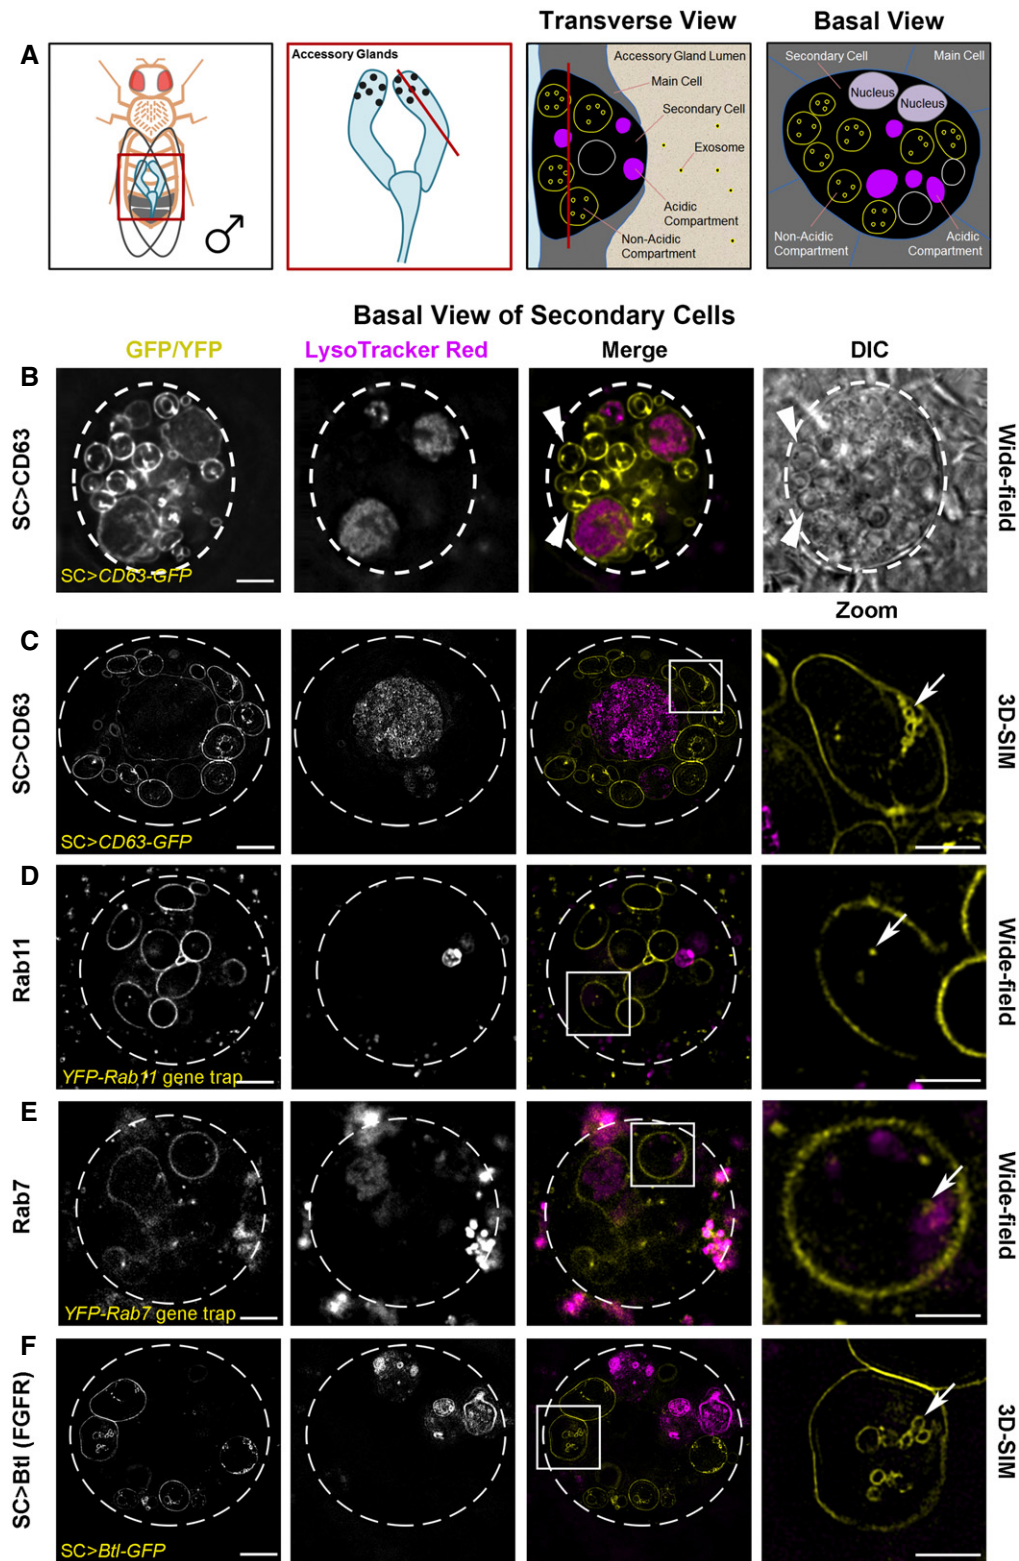 Transverse View
Basal View
A
Accessory Glands
Accessory Gland Lumen
Main Cell
Secondary Cell
Exosome
Acidic
Compartment
Non-Acidic
Compartment
Secondary Cell
Main Cell
Nucleus
Nucleus
Non-Acidic
Compartment
Acidic
Compartment
Basal View of Secondary Cells
GFP/YFP
LysoTracker Red
Merge
DIC
B
SC>CD63
SC>CD63-GFP
Wide-field
Zoom
C
SC>CD63
SC>CD63-GFP
3D-SIM
D
Rab11
YFP-Rab11 gene trap
Wide-field
E
Rab7
YFP-Rab7 gene trap
Wide-field
F
SC>Btl (FGFR)
SC>Btl-GFP
3D-SIM